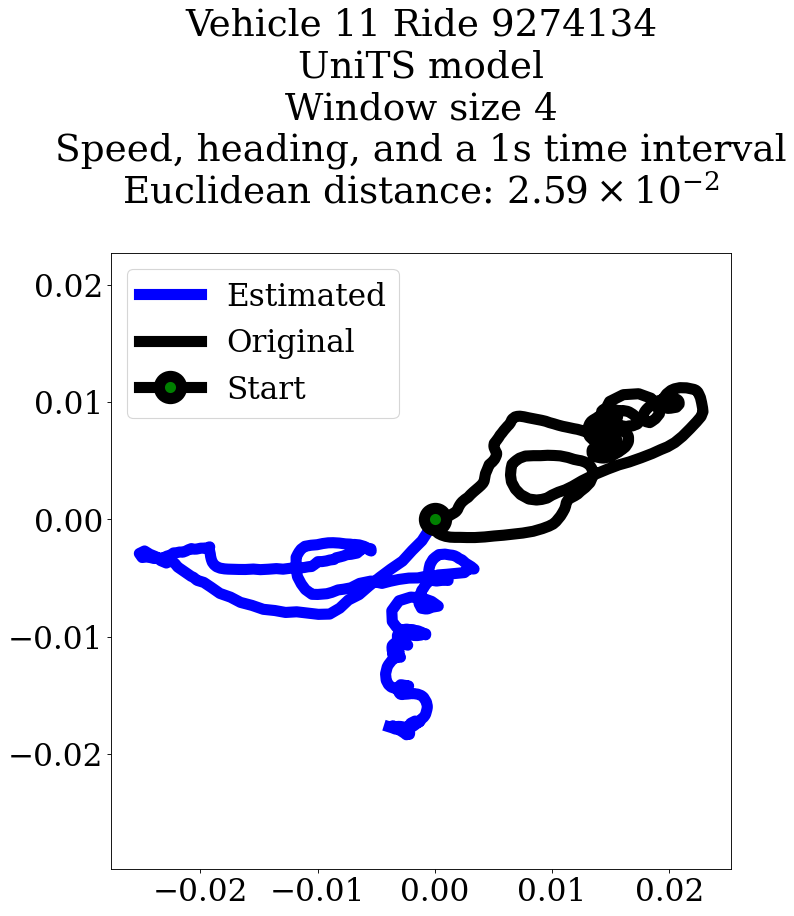 Vehicle 11 Ride 9274134
UniTS model
Window size 4
Speed, heading, and a 1s time interval
Euclidean distance: 2.59 × 10⁻²
Estimated
Original
Start
0.02
0.01
0.00
−0.01
−0.02
−0.02 −0.01 0.00 0.01 0.02